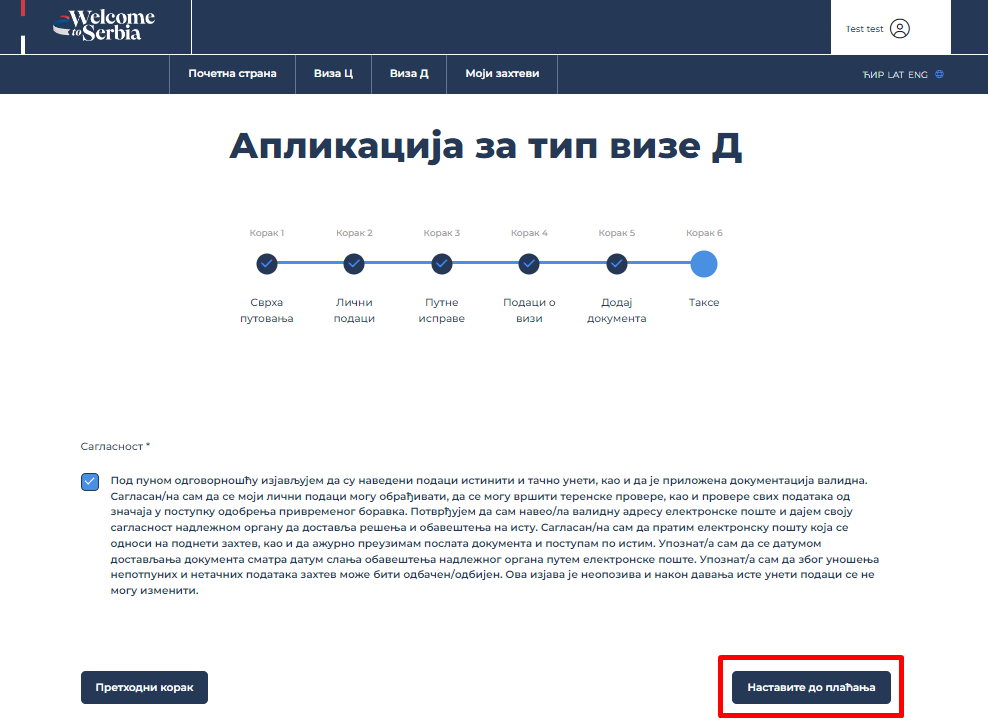 Welcome
to Serbia
Test test
Почетна страна
Виза Ц
Виза Д
Моји захтеви
ЋИР LAT ENG
Апликација за тип визе Д
Корак 1
Корак 2
Корак 3
Корак 4
Корак 5
Корак 6
Сврха
путовања
Лични
подаци
Путне
исправе
Подаци о
визи
Додај
документа
Таксе
Сагласност *
Под пуном одговорношћу изјављујем да су наведени подаци истинити и тачно унети, као и да је приложена документација валидна.
Сагласан/на сам да се моји лични подаци могу обрађивати, да се могу вршити теренске провере, као и провере свих података од
значаја у поступку одобрења привременог боравка. Потврђујем да сам навео/ла валидну адресу електронске поште и дајем своју
сагласност надлежном органу да доставља решења и обавештења на исту. Сагласан/на сам да пратим електронску пошту која се
односи на поднети захтев, као и да ажурно преузимам послата документа и поступам по истим. Упознат/а сам да се датумом
достављања документа сматра датум слања обавештења надлежног органа путем електронске поште. Упознат/а сам да због уношења
непотпуних и нетачних података захтев може бити одбачен/одбијен. Ова изјава је неопозива и након давања исте унети подаци се не
могу изменити.
Претходни корак
Наставите до плаћања